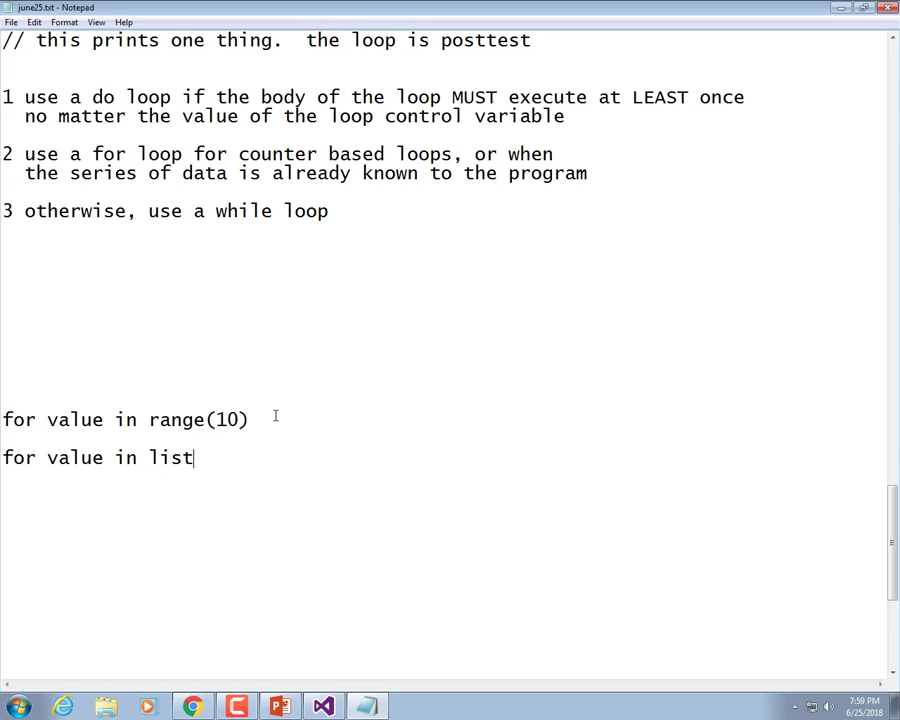 june25.txt - Notepad
File Edit Format View Help
// this prints one thing.  the loop is posttest
1 use a do loop if the body of the loop MUST execute at LEAST once
no matter the value of the loop control variable
2 use a for loop for counter based loops, or when
the series of data is already known to the program
3 otherwise, use a while loop
for value in range(10)
for value in list
7:59 PM
6/25/2018